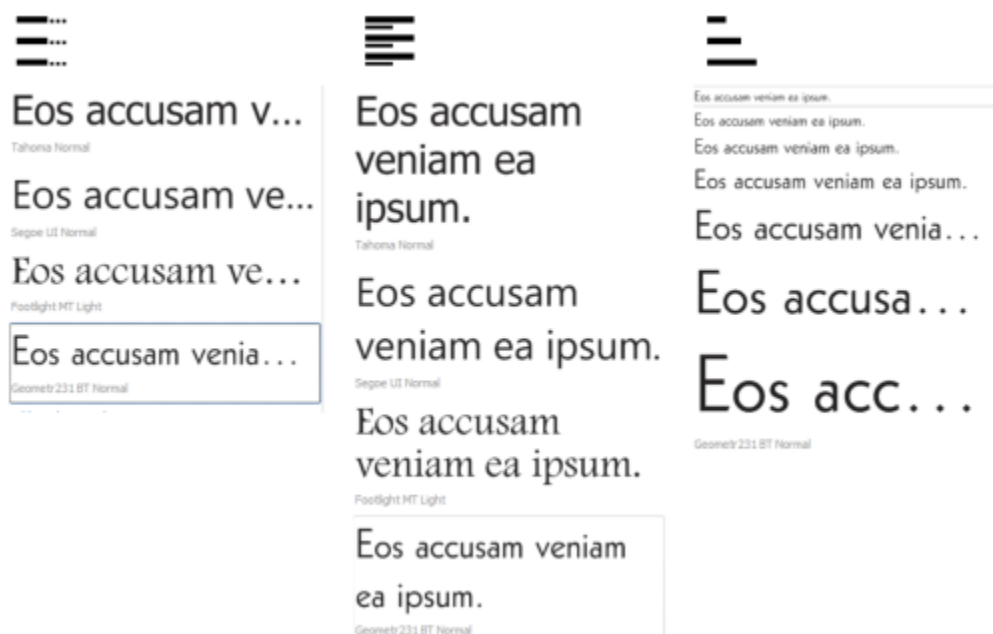 Eos accusam v...
Tahoma Normal
Eos accusam ve...
Segoe UI Normal
Eos accusam ve...
Footlight MT Light
Eos accusam venia...
Geometr231 BT Normal
Eos accusam
veniam ea
ipsum.
Tahoma Normal
Eos accusam
veniam ea ipsum.
Segoe UI Normal
Eos accusam
veniam ea ipsum.
Footlight MT Light
Eos accusam veniam
ea ipsum.
Geometr231 BT Normal
Eos accusam veniam ea ipsum.
Eos accusam veniam ea ipsum.
Eos accusam veniam ea ipsum.
Eos accusam veniam ea ipsum.
Eos accusam venia...
Eos accusa...
Eos acc...
Geometr231 BT Normal